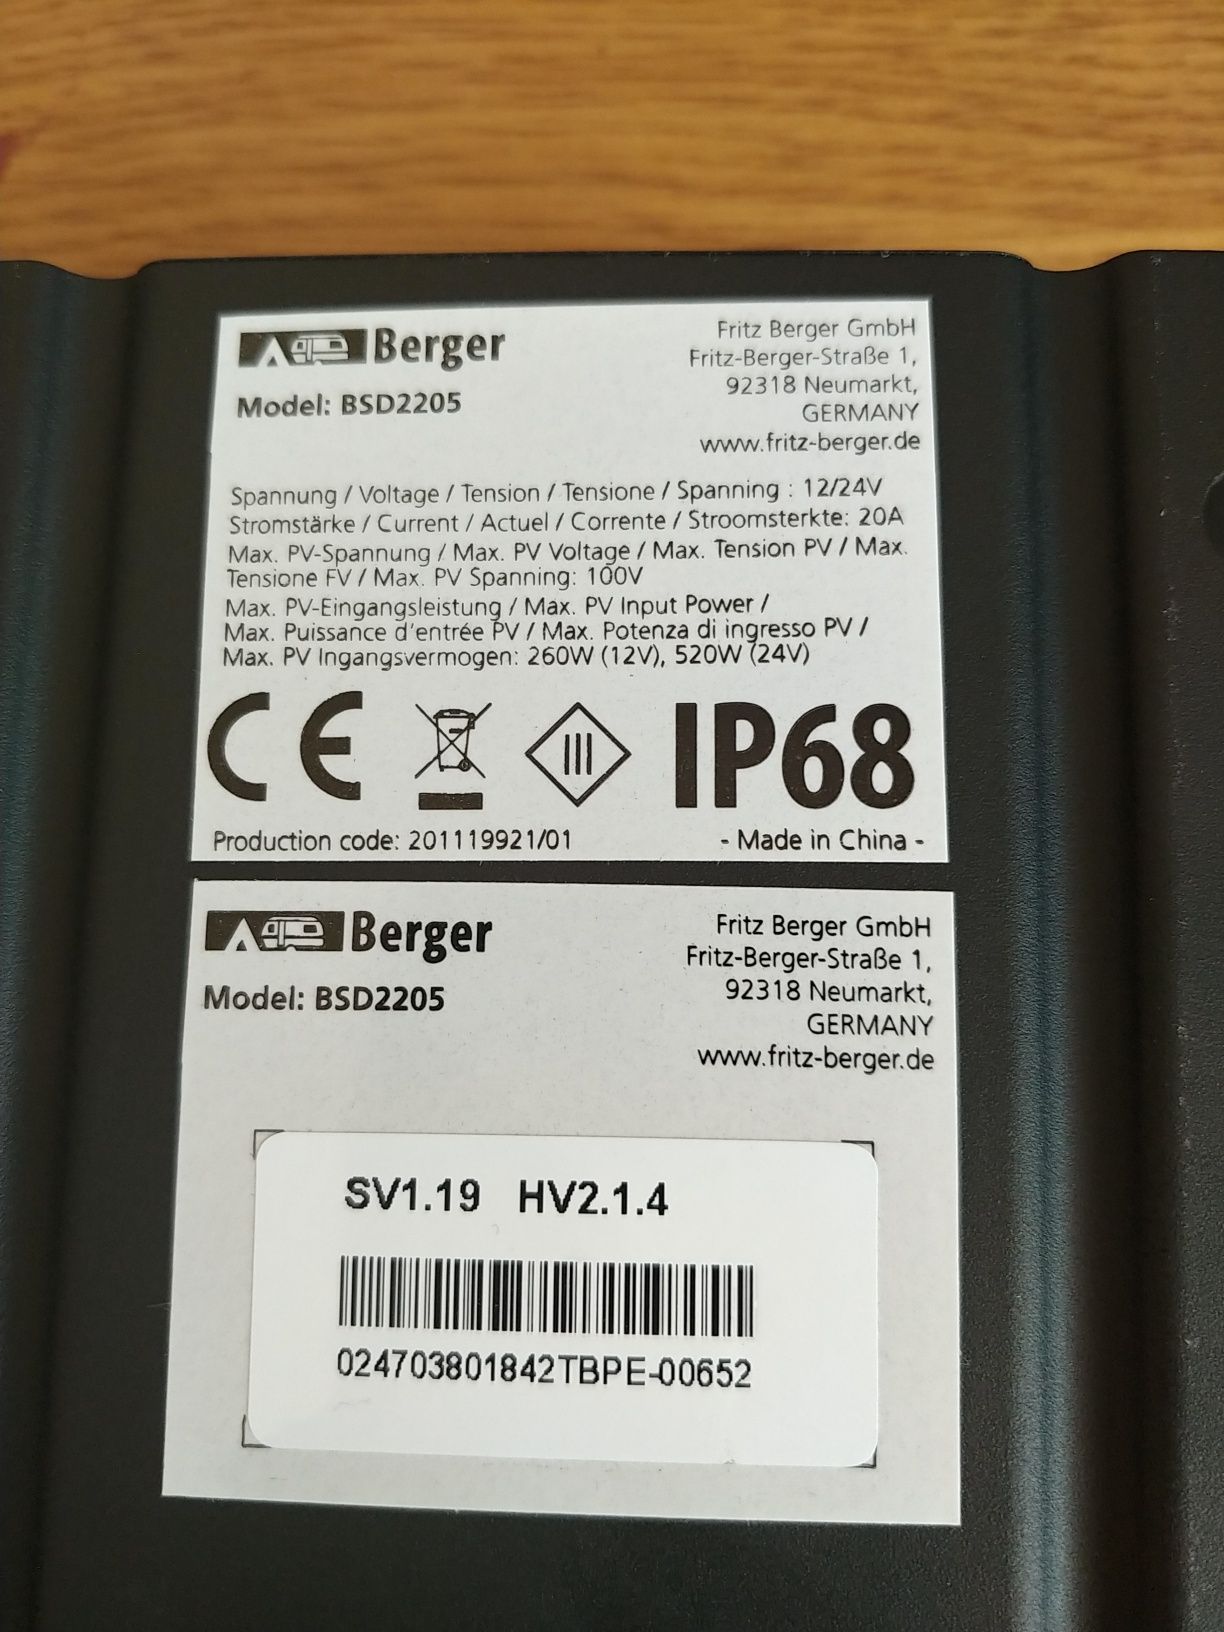 Berger
Model: BSD2205
Fritz Berger GmbH
Fritz-Berger-Straße 1,
92318 Neumarkt,
GERMANY
www.fritz-berger.de
Spannung / Voltage / Tension / Tensione / Spanning : 12/24V
Stromstärke / Current / Actuel / Corrente / Stroomsterkte: 20A
Max. PV-Spannung / Max. PV Voltage / Max. Tension PV / Max.
Tensione FV / Max. PV Spanning: 100V
Max. PV-Eingangsleistung / Max. PV Input Power /
Max. Puissance d'entrée PV / Max. Potenza di ingresso PV /
Max. PV Ingangsvermogen: 260W (12V), 520W (24V)
CE III IP68
Production code: 201119921/01
- Made in China -
Berger
Model: BSD2205
Fritz Berger GmbH
Fritz-Berger-Straße 1,
92318 Neumarkt,
GERMANY
www.fritz-berger.de
SV1.19 HV2.1.4
024703801842TBPE-00652